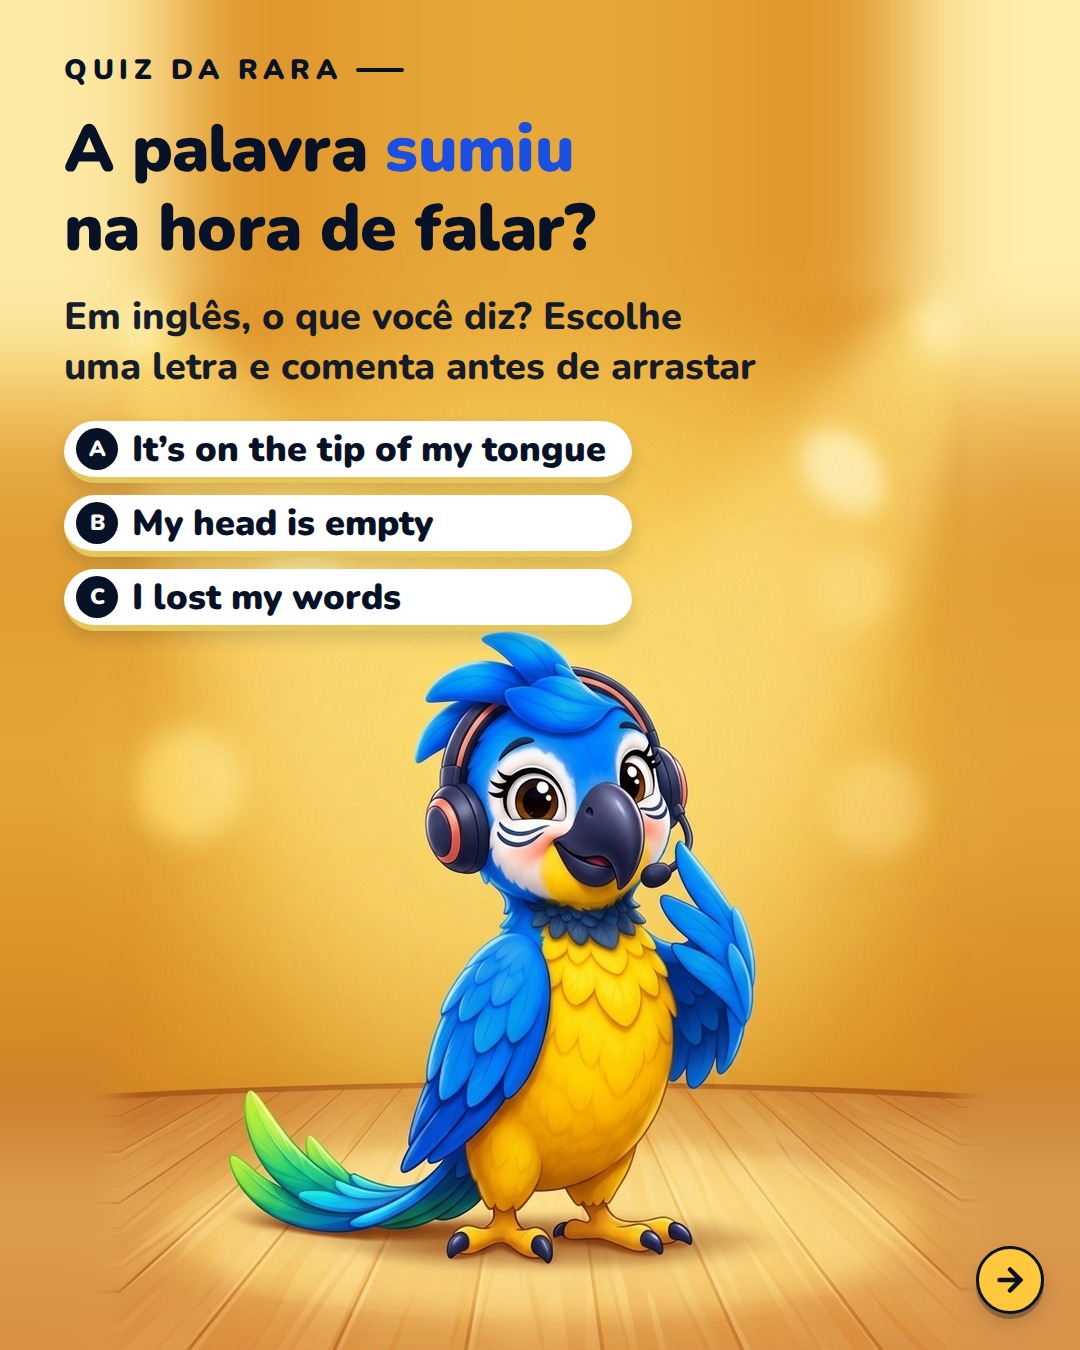 QUIZ DA RARA
A palavra sumiu
na hora de falar?
Em inglês, o que você diz? Escolhe
uma letra e comenta antes de arrastar
A It’s on the tip of my tongue
B My head is empty
C I lost my words